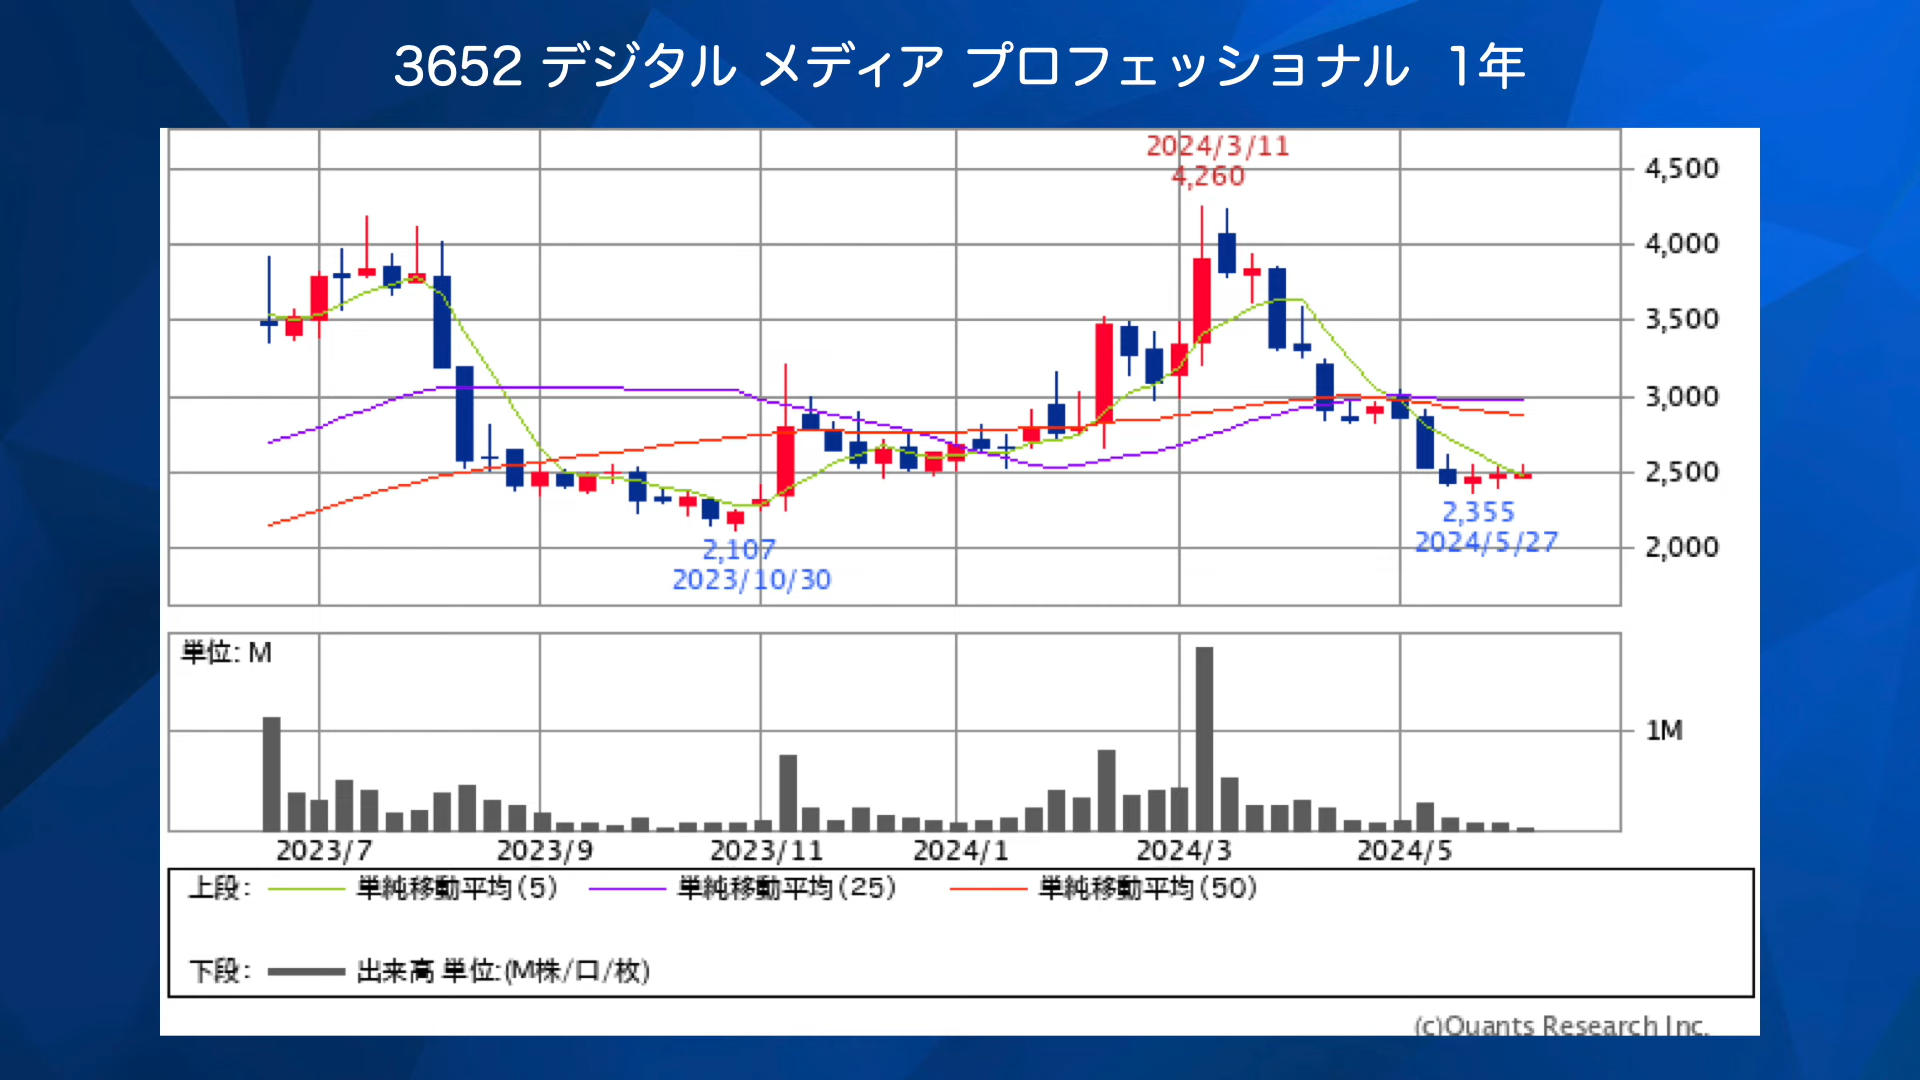 3652 デジタル メディア プロフェッショナル 1年
2024/3/11
4,260
4,500
4,000
3,500
3,000
2,500
2,000
2,355
2024/5/27
2,107
2023/10/30
単位: M
1M
2023/7 2023/9 2023/11 2024/1 2024/3 2024/5
上段: 単純移動平均(5) 単純移動平均(25) 単純移動平均(50)
下段: 出来高 単位:(M株/口/枚)
(c)Quants Research Inc.